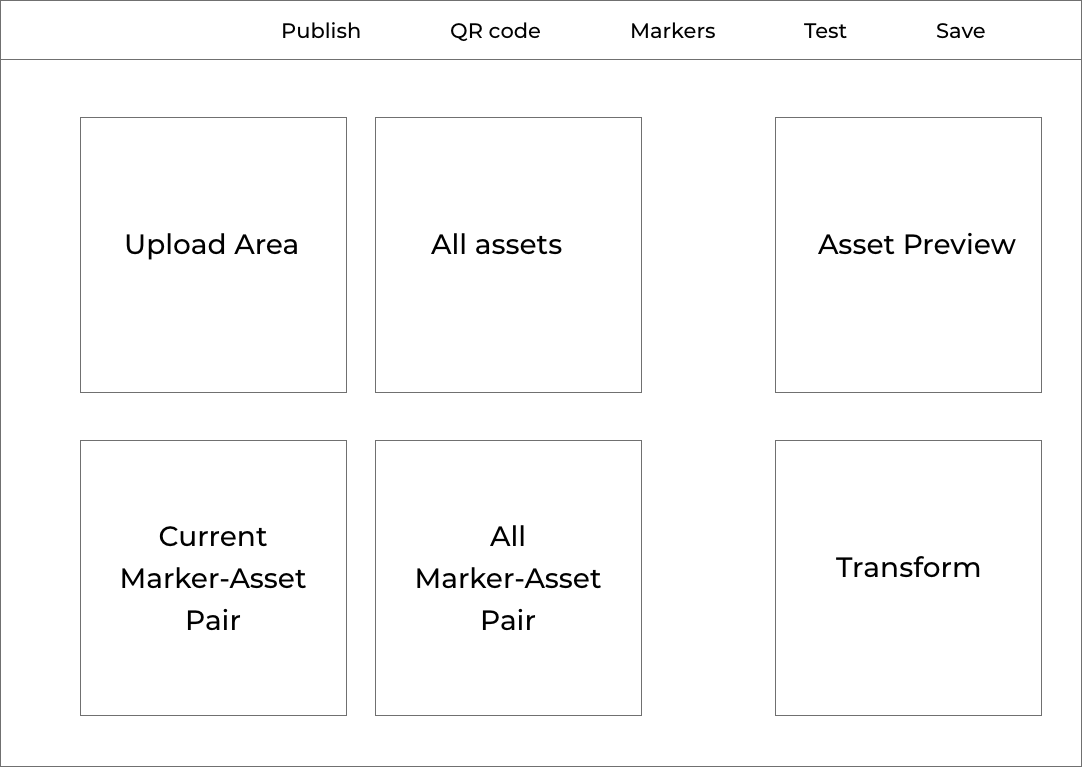 Publish
QR code
Markers
Test
Save
Upload Area
All assets
Asset Preview
Current
Marker-Asset
Pair
All
Marker-Asset
Pair
Transform